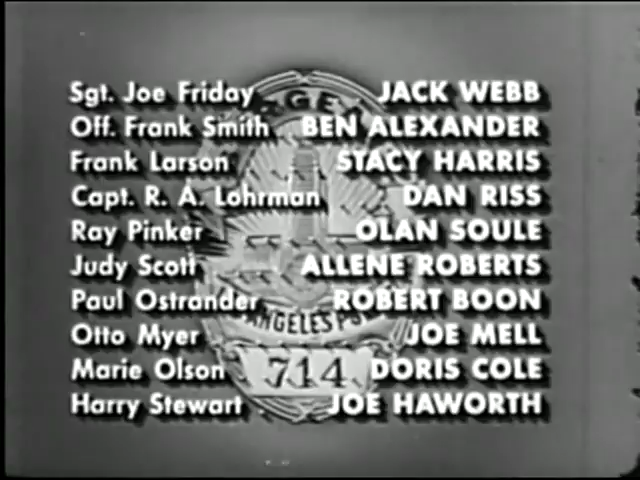 Sgt. Joe Friday JACK WEBB
Off. Frank Smith BEN ALEXANDER
Frank Larson STACY HARRIS
Capt. R. A. Lohrman DAN RISS
Ray Pinker OLAN SOULE
Judy Scott ALLENE ROBERTS
Paul Ostrander ROBERT BOON
Otto Myer JOE MELL
Marie Olson DORIS COLE
Harry Stewart JOE HAWORTH
714